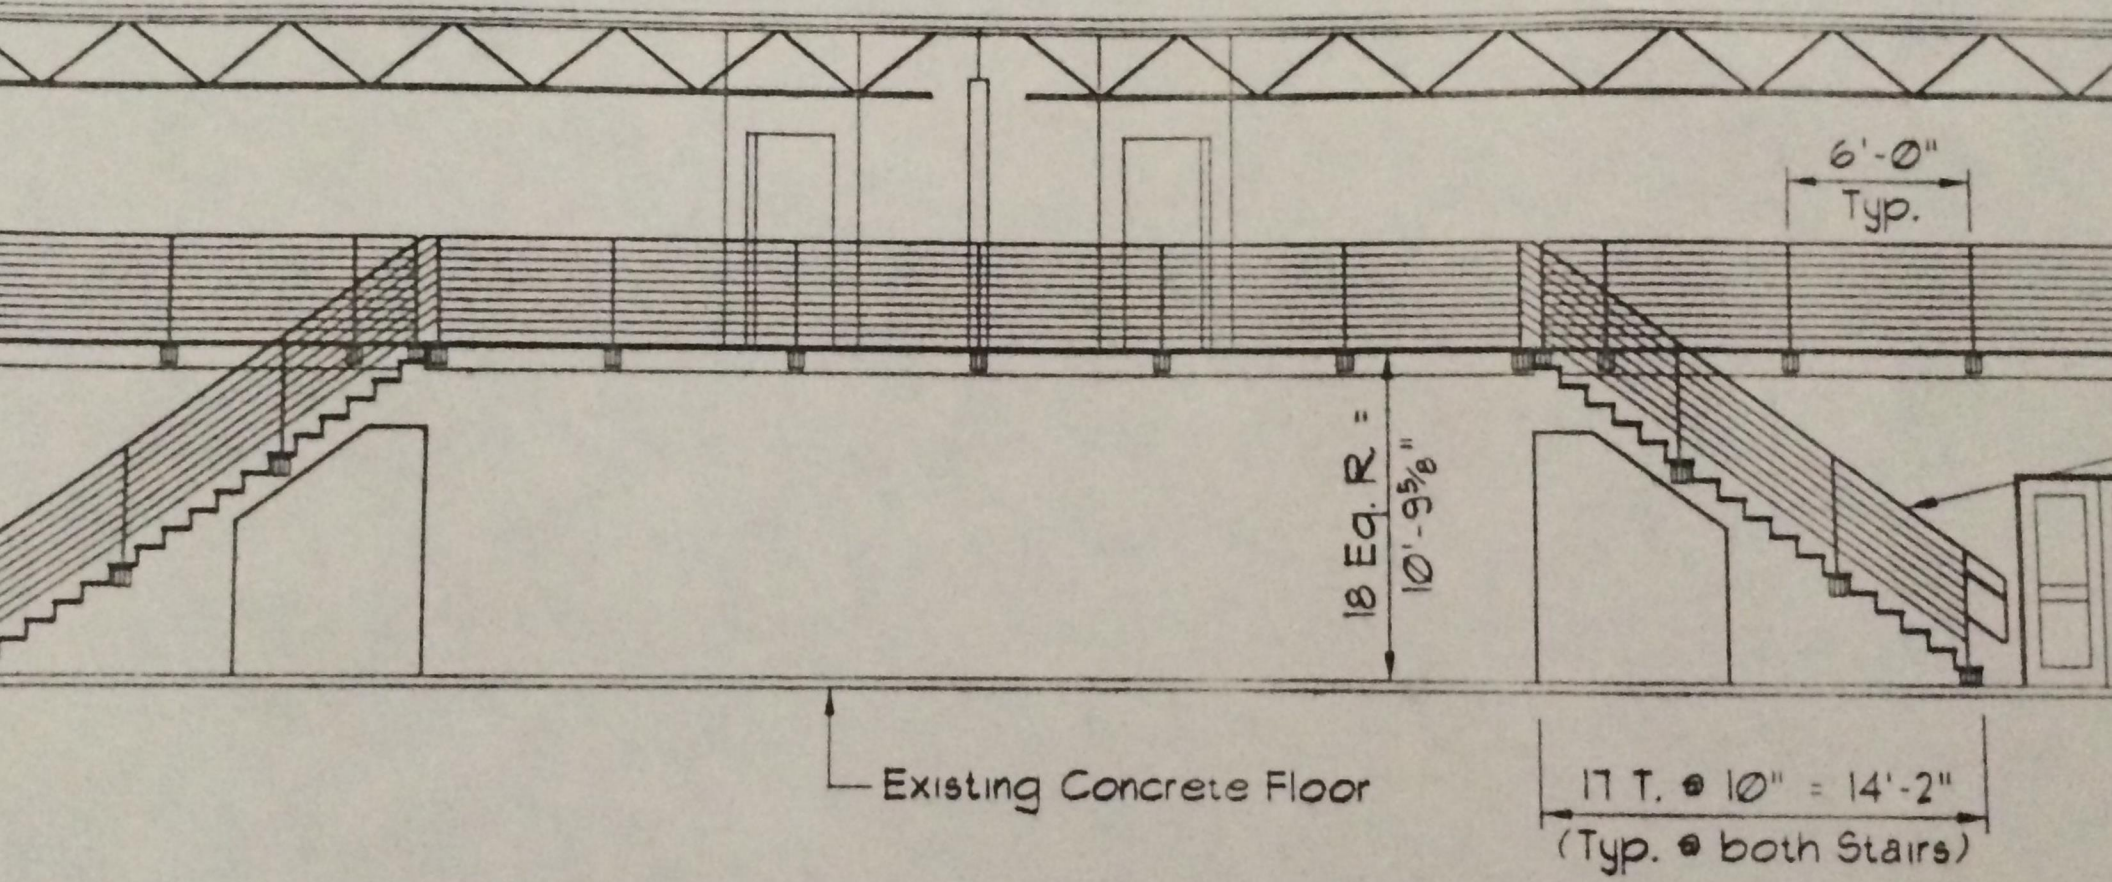 6'-0"
Typ.
18 Eq. R =
10'-9⅝"
Existing Concrete Floor
17 T. @ 10" = 14'-2"
(Typ. @ both Stairs)